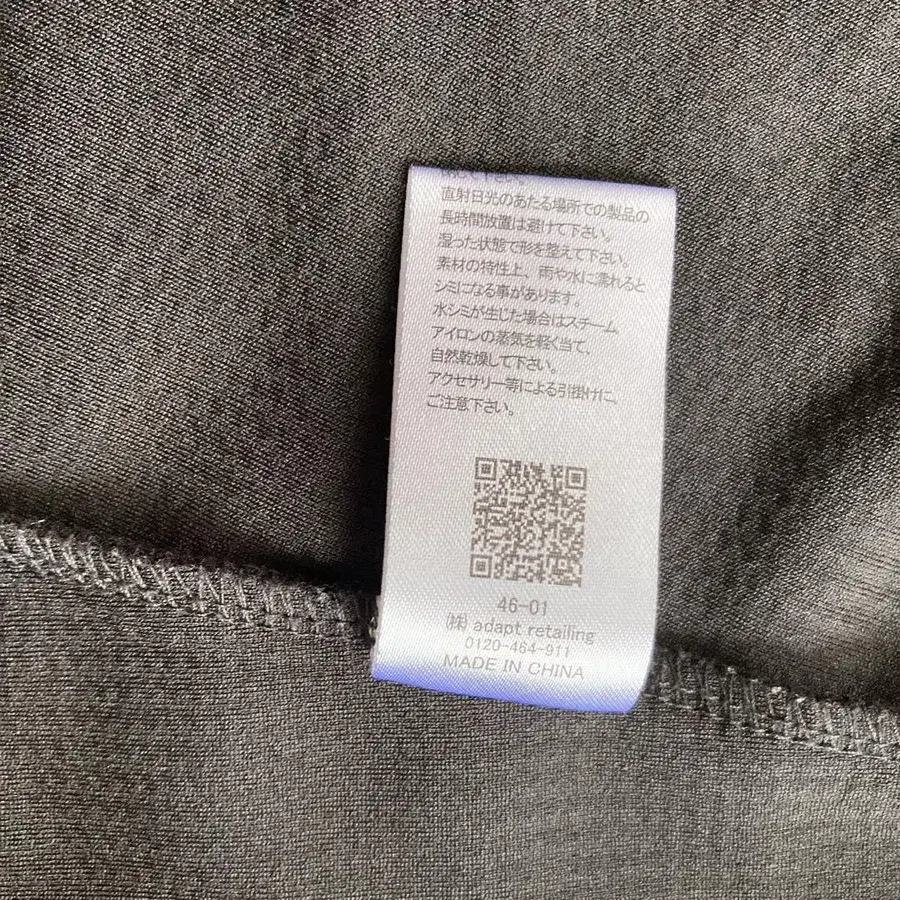 直射日光のあたる場所での製品の
長時間放置は避けて下さい。
湿った状態で形を整えて下さい。
素材の特性上、雨や水に濡れると
シミになる事があります。
水シミが生じた場合はスチーム
アイロンの蒸気を軽く当て、
自然乾燥して下さい。
アクセサリー等による引掛けに、
ご注意下さい。
46-01
(株) adapt retailing
0120-464-911
MADE IN CHINA